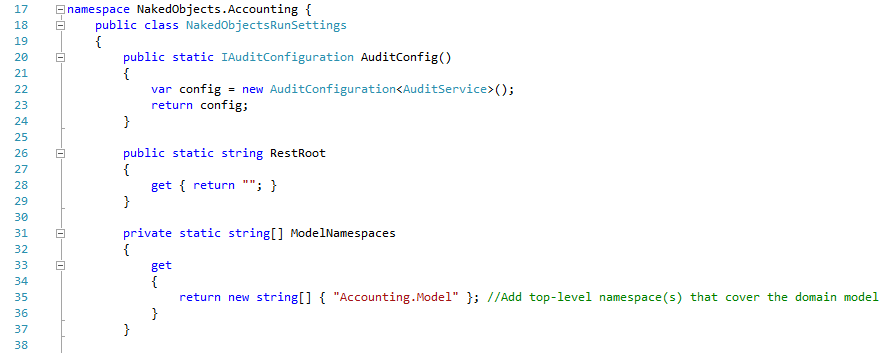 17 namespace NakedObjects.Accounting {
18 public class NakedObjectsRunSettings
19 {
20 public static IAuditConfiguration AuditConfig()
21 {
22 var config = new AuditConfiguration<AuditService>();
23 return config;
24 }
25
26 public static string RestRoot
27 {
28 get { return ""; }
29 }
30
31 private static string[] ModelNamespaces
32 {
33 get
34 {
35 return new string[] { "Accounting.Model" }; //Add top-level namespace(s) that cover the domain model
36 }
37 }
38